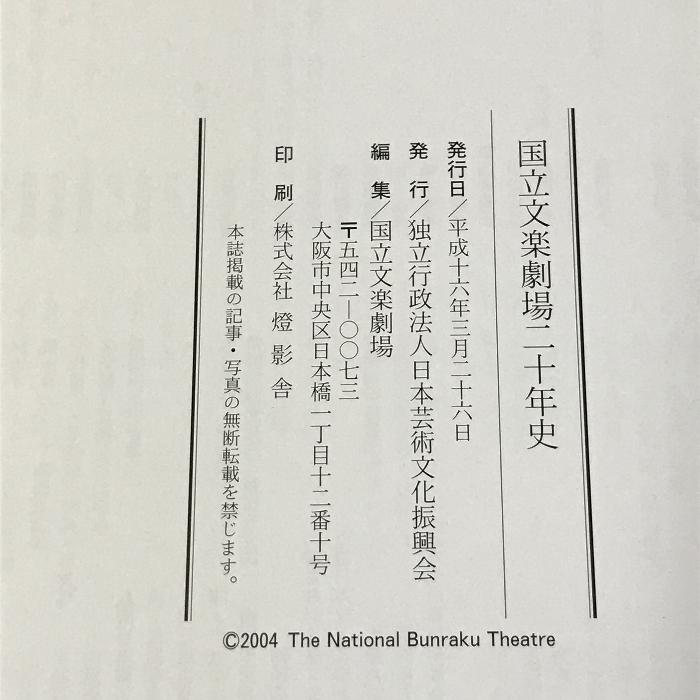 国立文楽劇場二十年史
発行日／平成十六年三月二十六日
発行／独立行政法人日本芸術文化振興会
編集／国立文楽劇場
〒五四二―〇〇七三
大阪市中央区日本橋一丁目十二番十号
印刷／株式会社 燈影舎
本誌掲載の記事・写真の無断転載を禁じます。
©2004 The National Bunraku Theatre